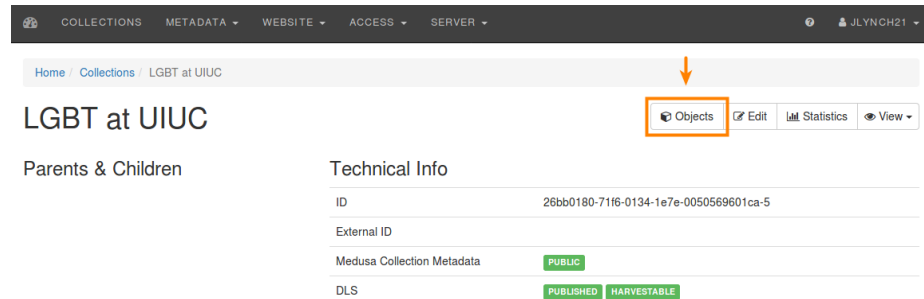 COLLECTIONS METADATA WEBSITE ACCESS SERVER JLYNCH21
Home / Collections / LGBT at UIUC
LGBT at UIUC
Objects Edit Statistics View
Parents & Children
Technical Info
ID 26bb0180-71f6-0134-1e7e-0050569601ca-5
External ID
Medusa Collection Metadata PUBLIC
DLS PUBLISHED HARVESTABLE